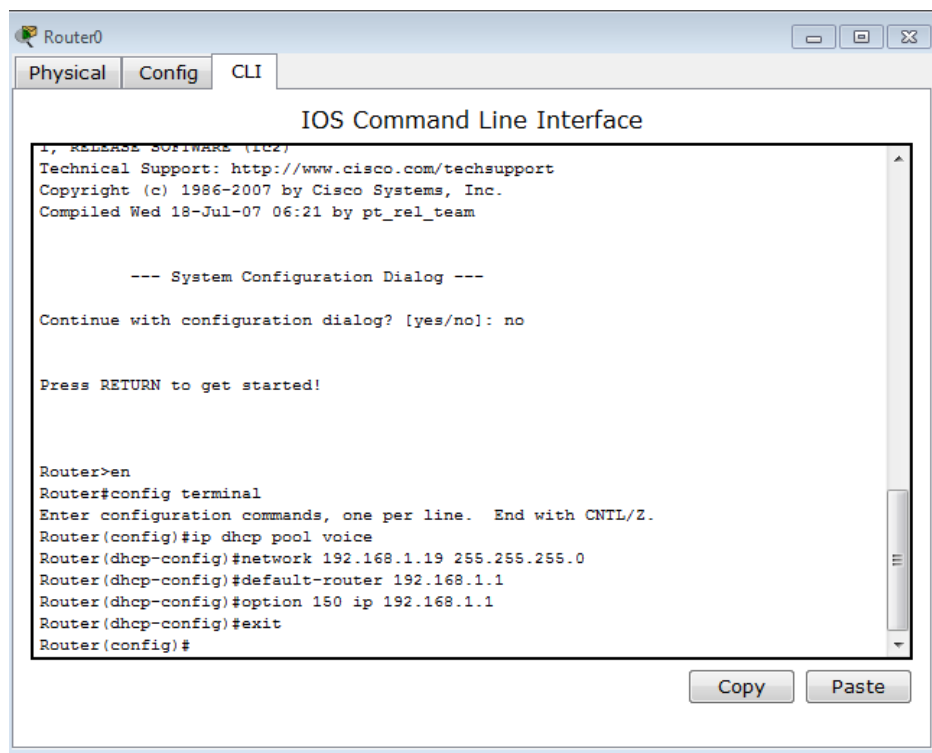 Router0
Physical Config CLI
IOS Command Line Interface
1, RELEASE SOFTWARE (fc2)
Technical Support: http://www.cisco.com/techsupport
Copyright (c) 1986-2007 by Cisco Systems, Inc.
Compiled Wed 18-Jul-07 06:21 by pt_rel_team
--- System Configuration Dialog ---
Continue with configuration dialog? [yes/no]: no
Press RETURN to get started!
Router>en
Router#config terminal
Enter configuration commands, one per line.  End with CNTL/Z.
Router(config)#ip dhcp pool voice
Router(dhcp-config)#network 192.168.1.19 255.255.255.0
Router(dhcp-config)#default-router 192.168.1.1
Router(dhcp-config)#option 150 ip 192.168.1.1
Router(dhcp-config)#exit
Router(config)#
Copy Paste